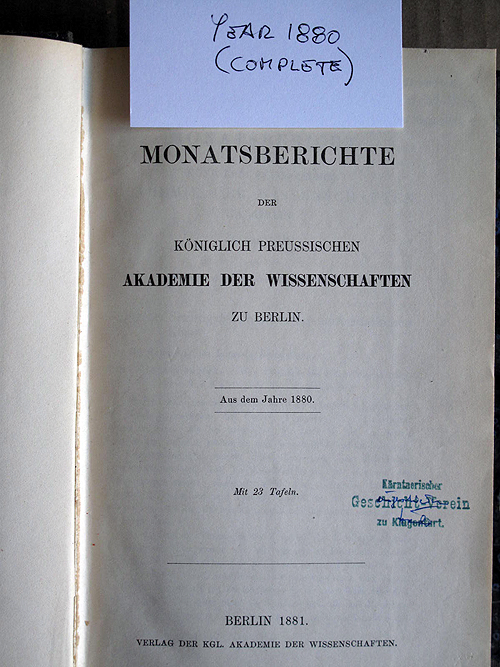 YEAR 1880
(COMPLETE)
MONATSBERICHTE
DER
KÖNIGLICH PREUSSISCHEN
AKADEMIE DER WISSENSCHAFTEN
ZU BERLIN.
Aus dem Jahre 1880.
Mit 23 Tafeln.
Kärntnerischer
Geschicht-Verein
zu Klagenfurt.
BERLIN 1881.
VERLAG DER KGL. AKADEMIE DER WISSENSCHAFTEN.